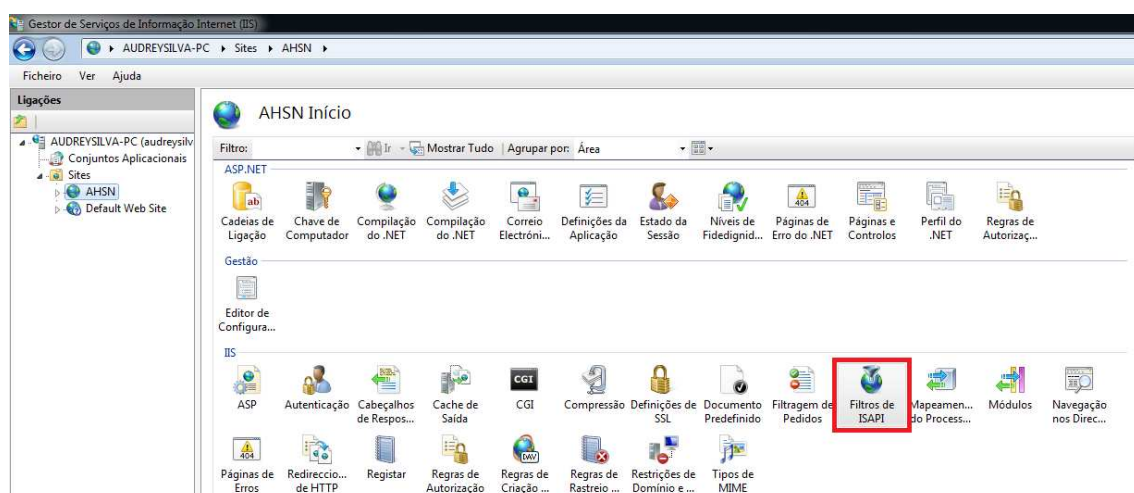 Gestor de Serviços de Informação Internet (IIS)
AUDREYSILVA-PC Sites AHSN
Ficheiro Ver Ajuda
Ligações
AUDREYSILVA-PC (audreysilv
Conjuntos Aplicacionais
Sites
AHSN
Default Web Site
AHSN Início
Filtro: Ir Mostrar Tudo Agrupar por: Área
ASP.NET
Cadeias de Ligação
Chave de Computador
Compilação do .NET
Compilação do .NET
Correio Electróni...
Definições da Aplicação
Estado da Sessão
Níveis de Fidedignid...
Páginas de Erro do .NET
Páginas e Controlos
Perfil do .NET
Regras de Autorizaç...
Gestão
Editor de Configura...
IIS
ASP
Autenticação
Cabeçalhos de Respos...
Cache de Saída
CGI
Compressão
Definições de SSL
Documento Predefinido
Filtragem de Pedidos
Filtros de ISAPI
Mapeamen... do Process...
Módulos
Navegação nos Direc...
Páginas de Erros
Redireccio... de HTTP
Registar
Regras de Autorização
Regras de Criação ...
Regras de Rastreio ...
Restrições de Domínio e ...
Tipos de MIME